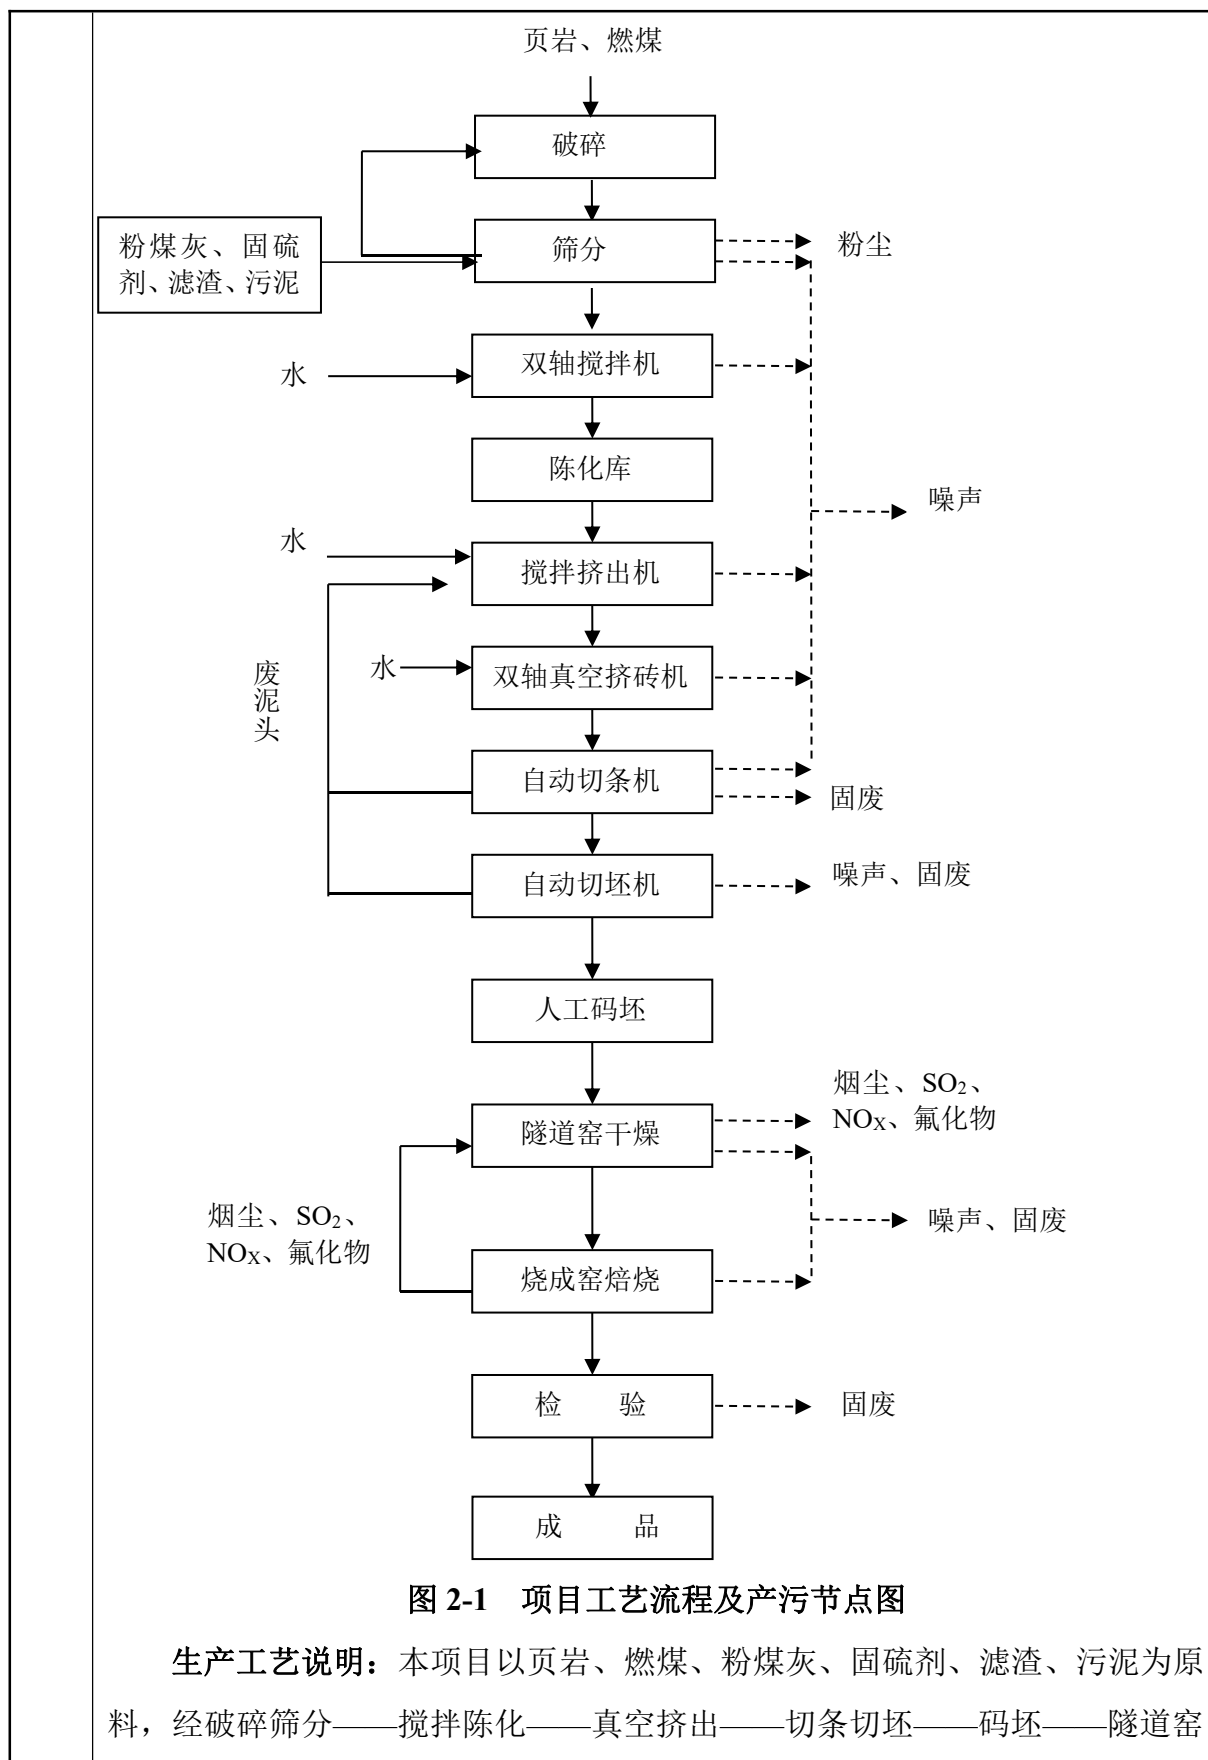 页岩、燃煤
破碎
粉煤灰、固硫
剂、滤渣、污泥
筛分
粉尘
水
双轴搅拌机
陈化库
噪声
水
搅拌挤出机
废泥头
水
双轴真空挤砖机
自动切条机
固废
自动切坯机
噪声、固废
人工码坯
烟尘、SO₂、
NOX、氟化物
隧道窑干燥
烟尘、SO₂、
NOX、氟化物
噪声、固废
烧成窑焙烧
检 验
固废
成 品
图 2-1 项目工艺流程及产污节点图
生产工艺说明：本项目以页岩、燃煤、粉煤灰、固硫剂、滤渣、污泥为原
料，经破碎筛分——搅拌陈化——真空挤出——切条切坯——码坯——隧道窑